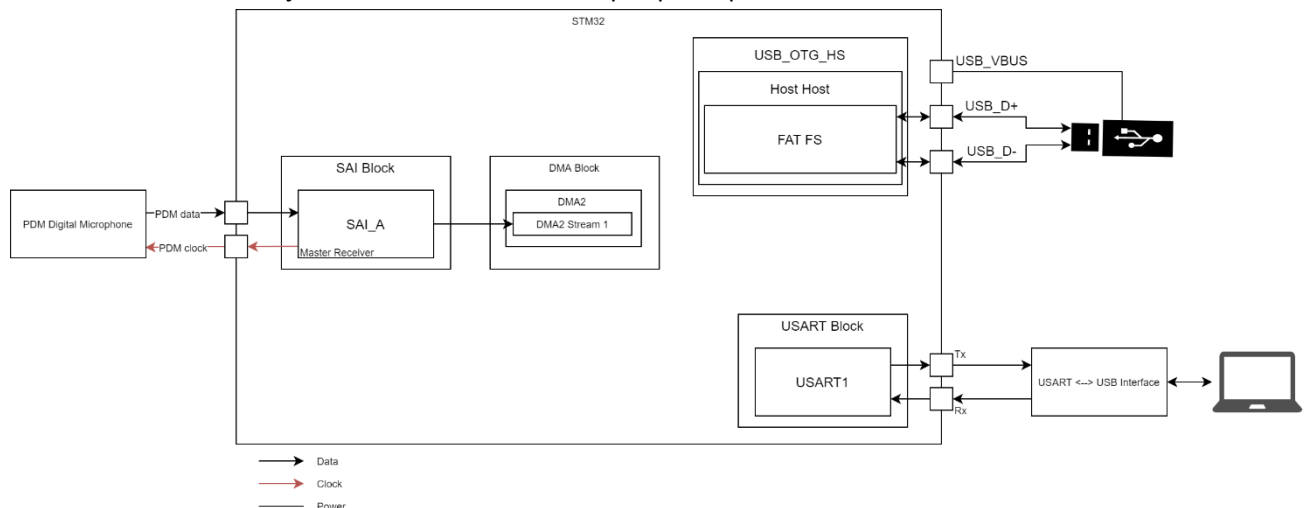 STM32
USB_OTG_HS
USB_VBUS
Host Host
USB_D+
FAT FS
USB_D-
SAI Block
DMA Block
DMA2
PDM Digital Microphone
PDM data
SAI_A
DMA2 Stream 1
PDM clock
Master Receiver
USART Block
Tx
USART1
USART <--> USB Interface
Rx
Data
Clock
Power